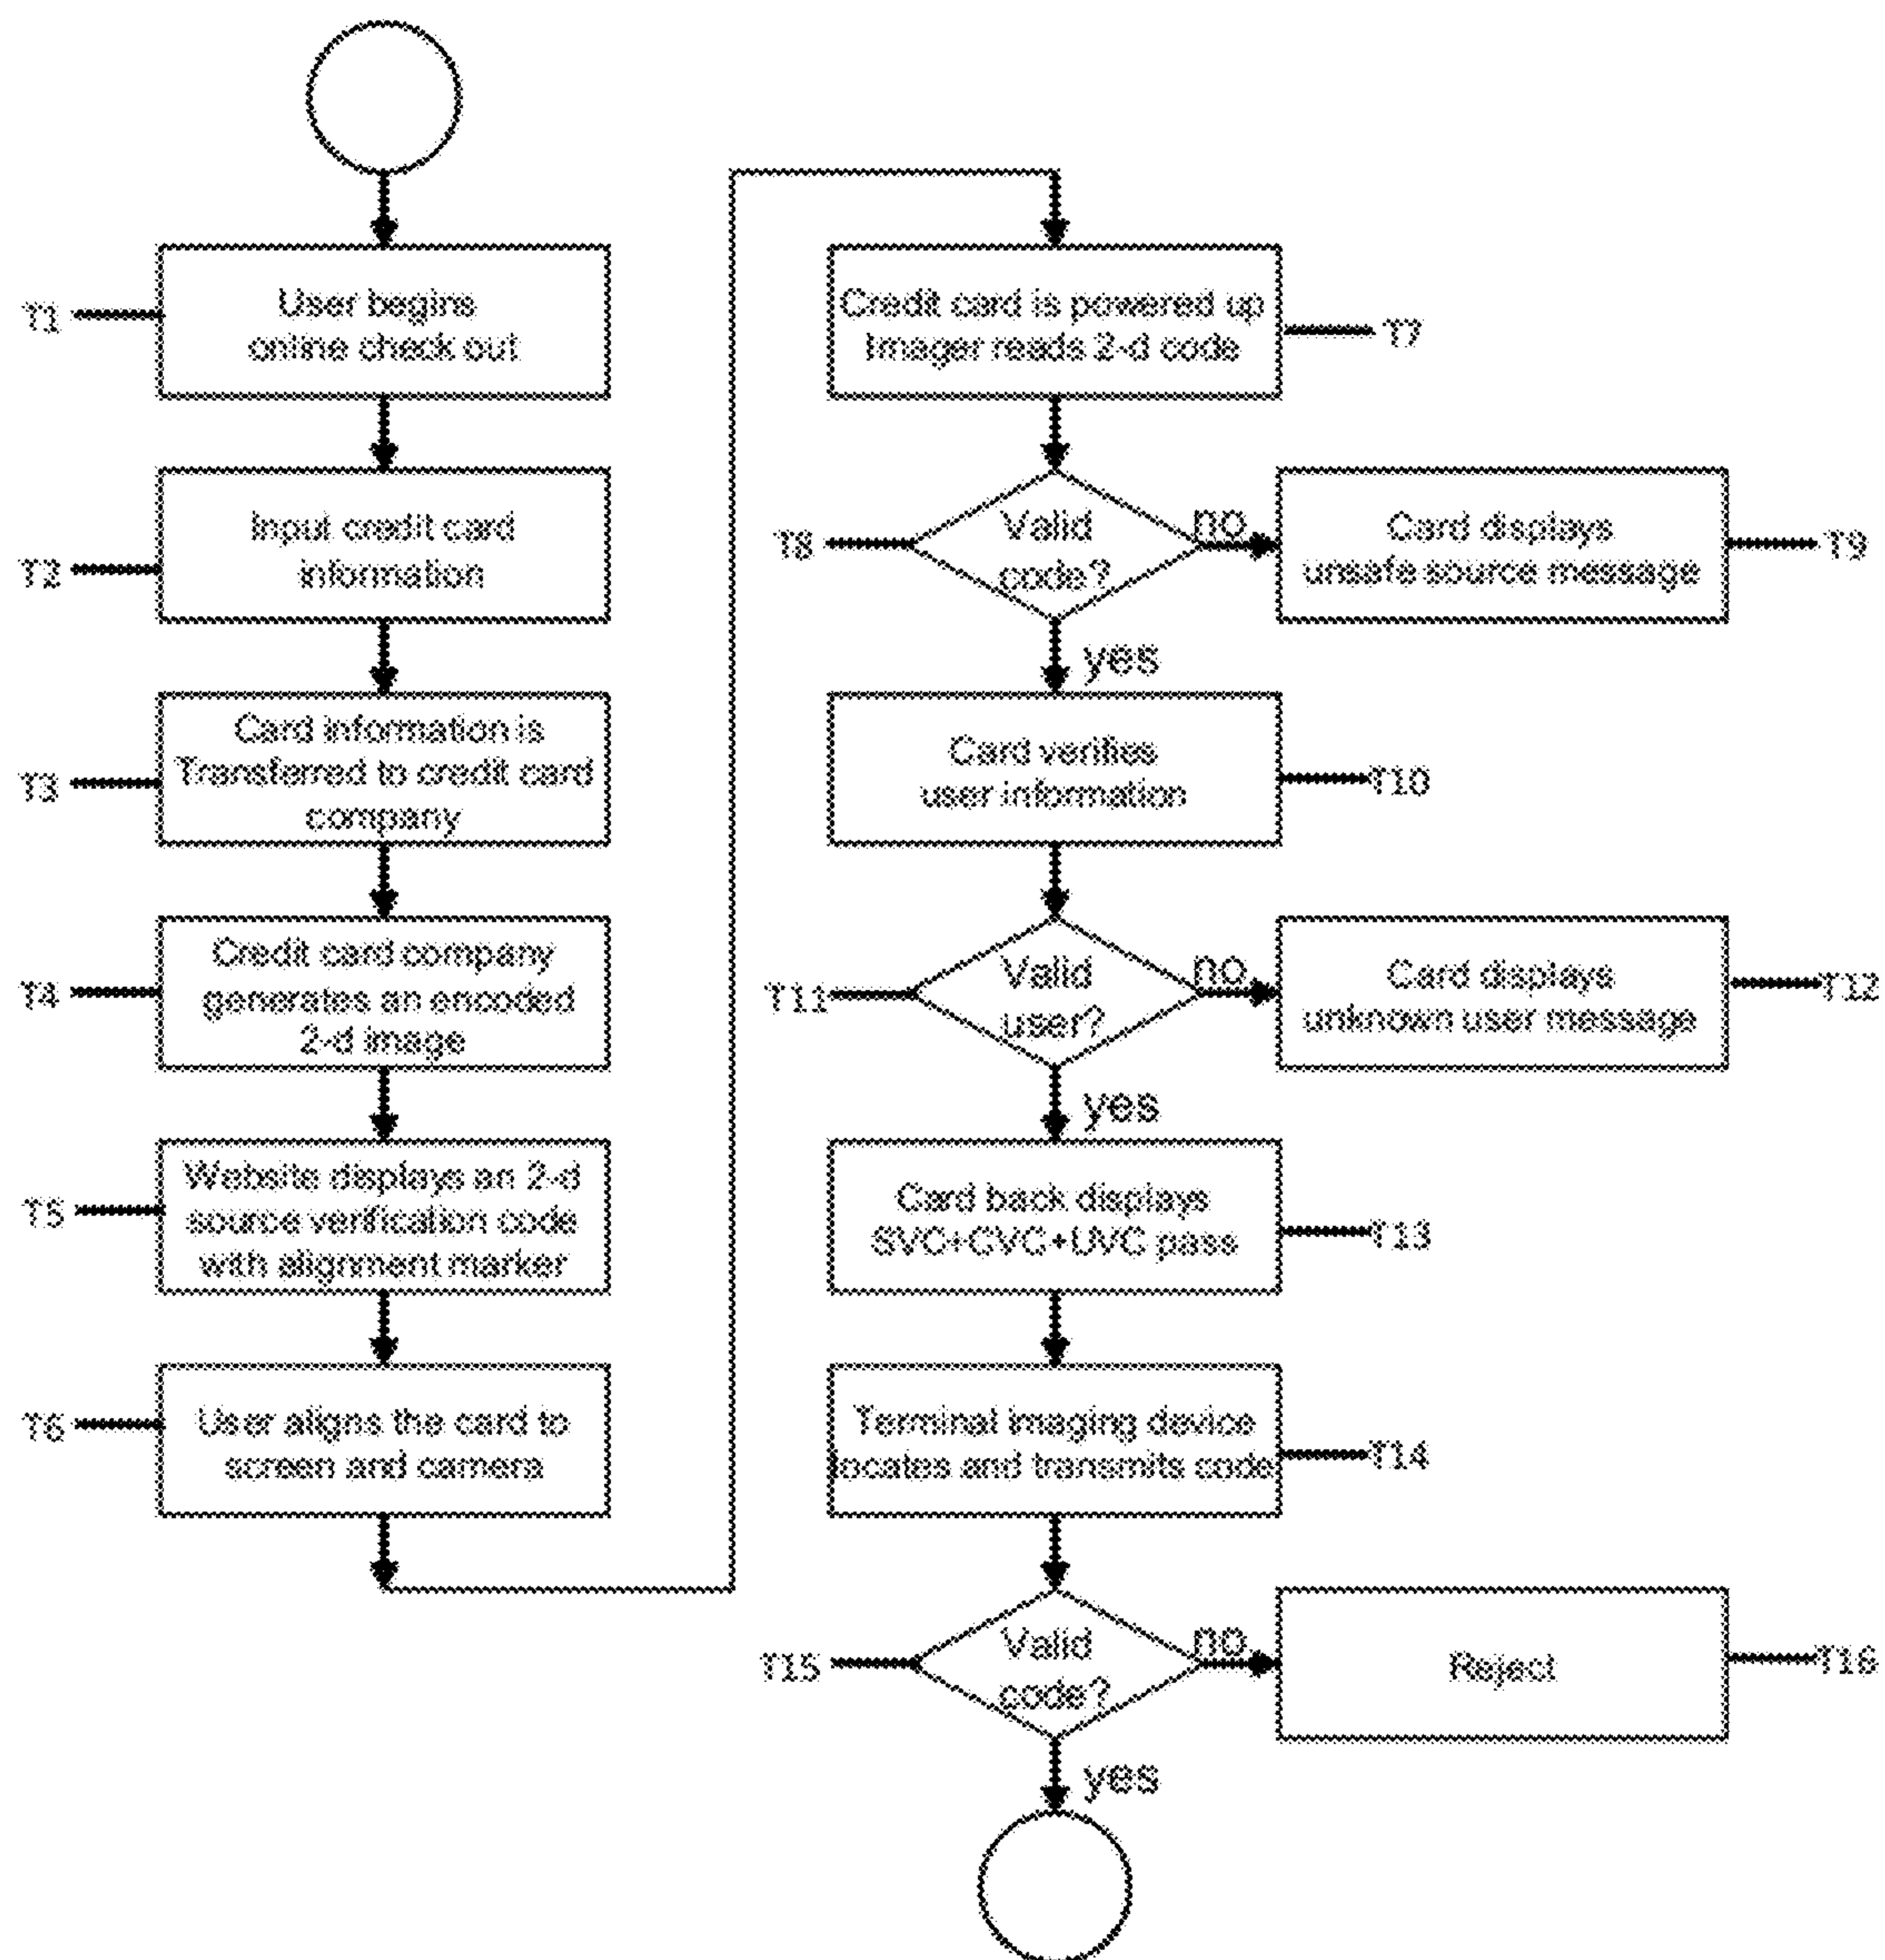 T1
User begins
online check out
T2
Input credit card
information
T3
Card information is
Transferred to credit card
company
T4
Credit card company
generates an encoded
2-d image
T5
Website displays an 2-d
source verification code
with alignment marker
T6
User aligns the card to
screen and camera
Credit card is powered up
Imager reads 2-d code
T7
T8
Valid
code?
no
Card displays
unsafe source message
T9
yes
Card verifies
user information
T10
T11
Valid
user?
no
Card displays
unknown user message
T12
yes
Card back displays
SVC+CVC+UVC pass
T13
Terminal imaging device
locates and transmits code
T14
T15
Valid
code?
no
Reject
T16
yes